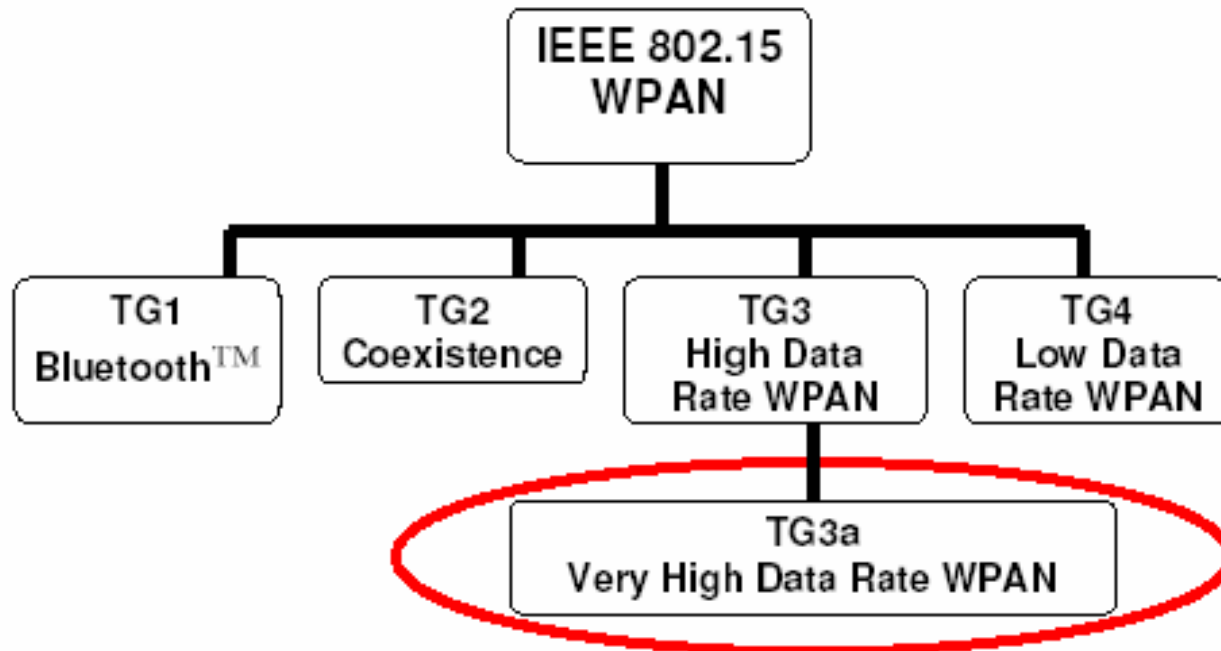 IEEE 802.15
WPAN
TG1
Bluetooth™
TG2
Coexistence
TG3
High Data
Rate WPAN
TG4
Low Data
Rate WPAN
TG3a
Very High Data Rate WPAN